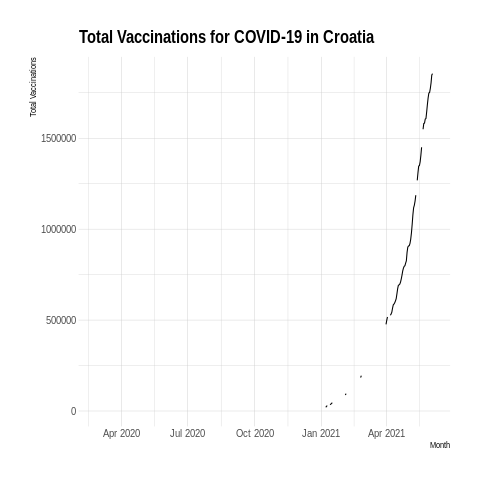 Total Vaccinations for COVID-19 in Croatia
Total Vaccinations
1500000
1000000
500000
0
Apr 2020 Jul 2020 Oct 2020 Jan 2021 Apr 2021
Month